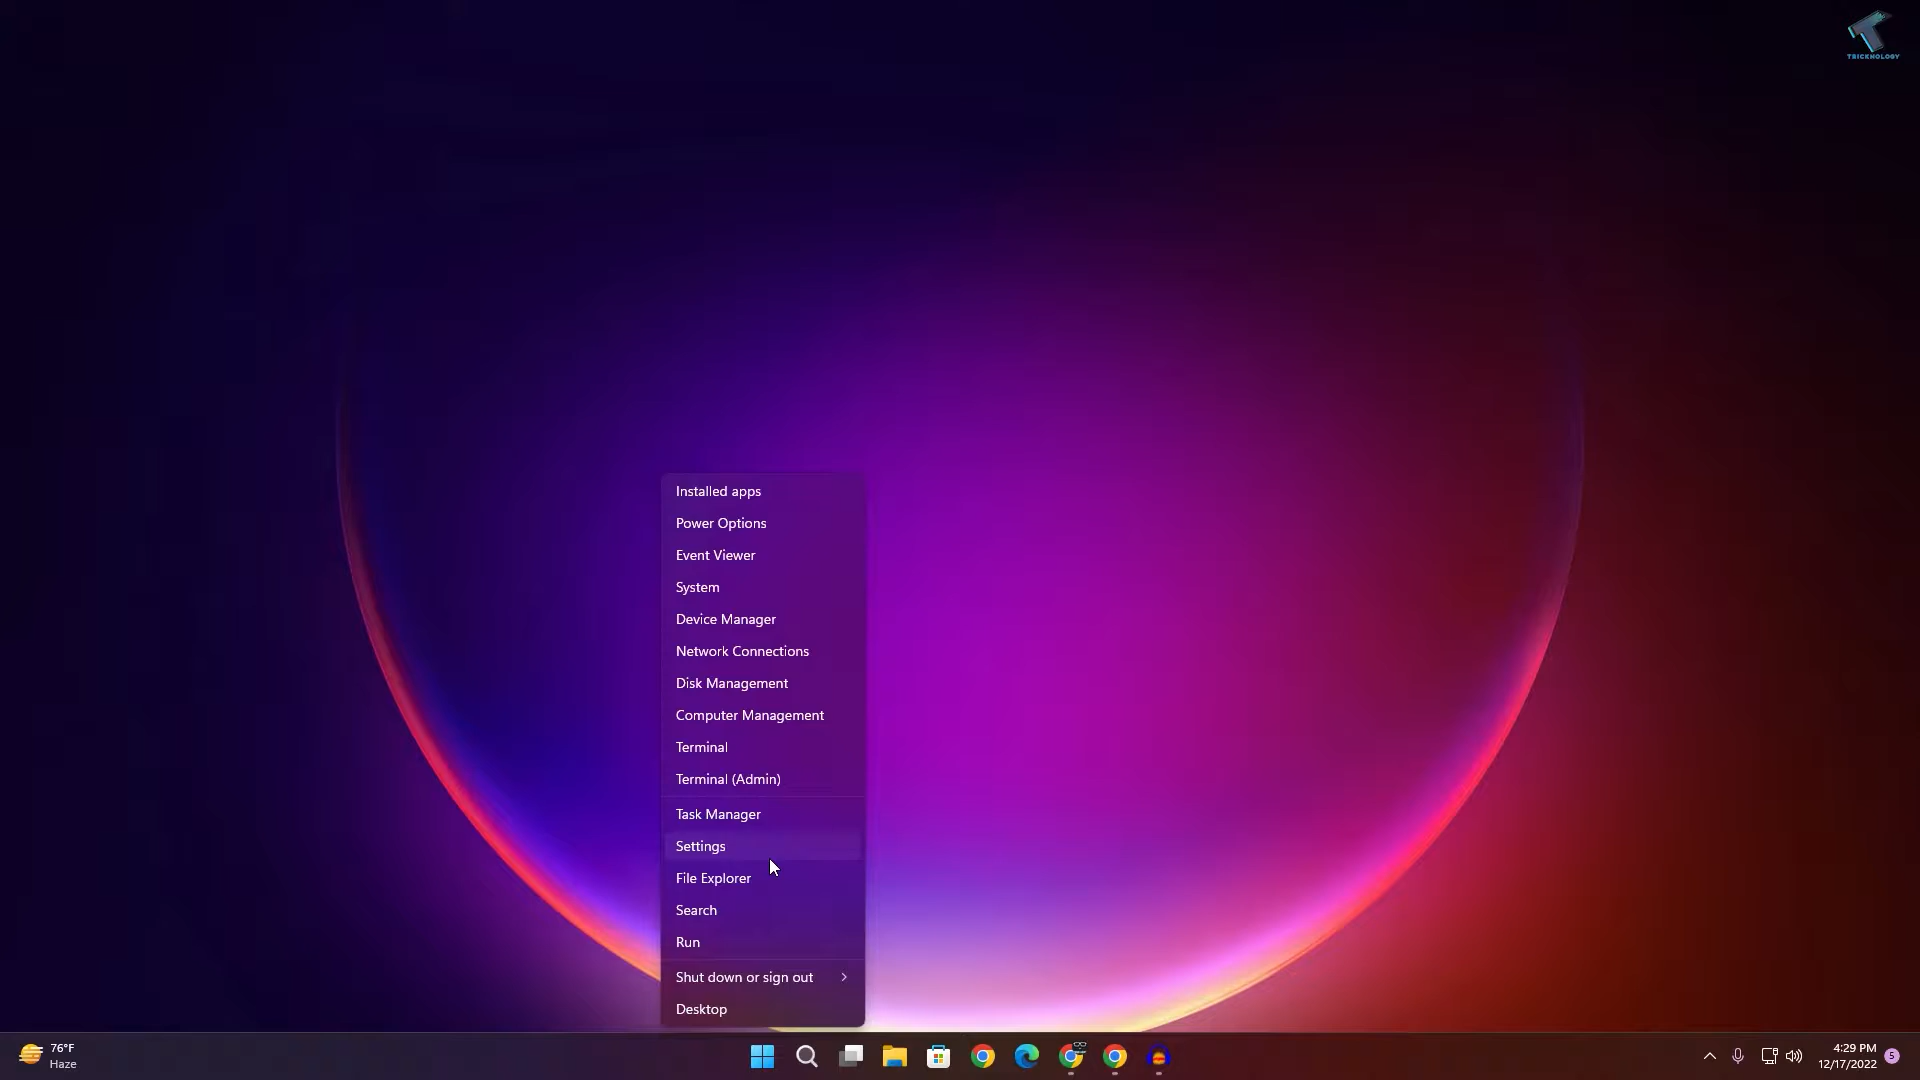 TRICKNOLOGY
Installed apps
Power Options
Event Viewer
System
Device Manager
Network Connections
Disk Management
Computer Management
Terminal
Terminal (Admin)
Task Manager
Settings
File Explorer
Search
Run
Shut down or sign out
Desktop
76°F
Haze
4:29 PM
12/17/2022
5